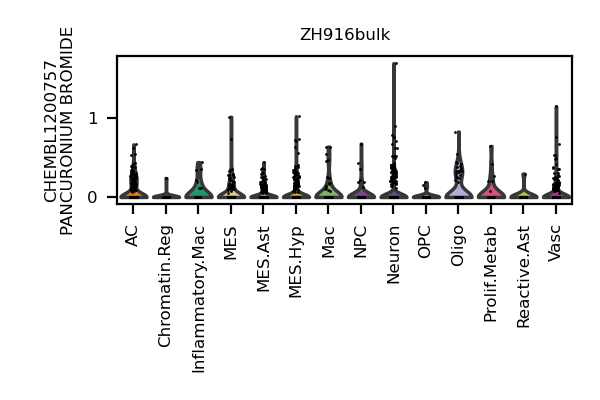 ZH916bulk
CHEMBL1200757
PANCURONIUM BROMIDE
1
0
AC
Chromatin.Reg
Inflammatory.Mac
MES
MES.Ast
MES.Hyp
Mac
NPC
Neuron
OPC
Oligo
Prolif.Metab
Reactive.Ast
Vasc